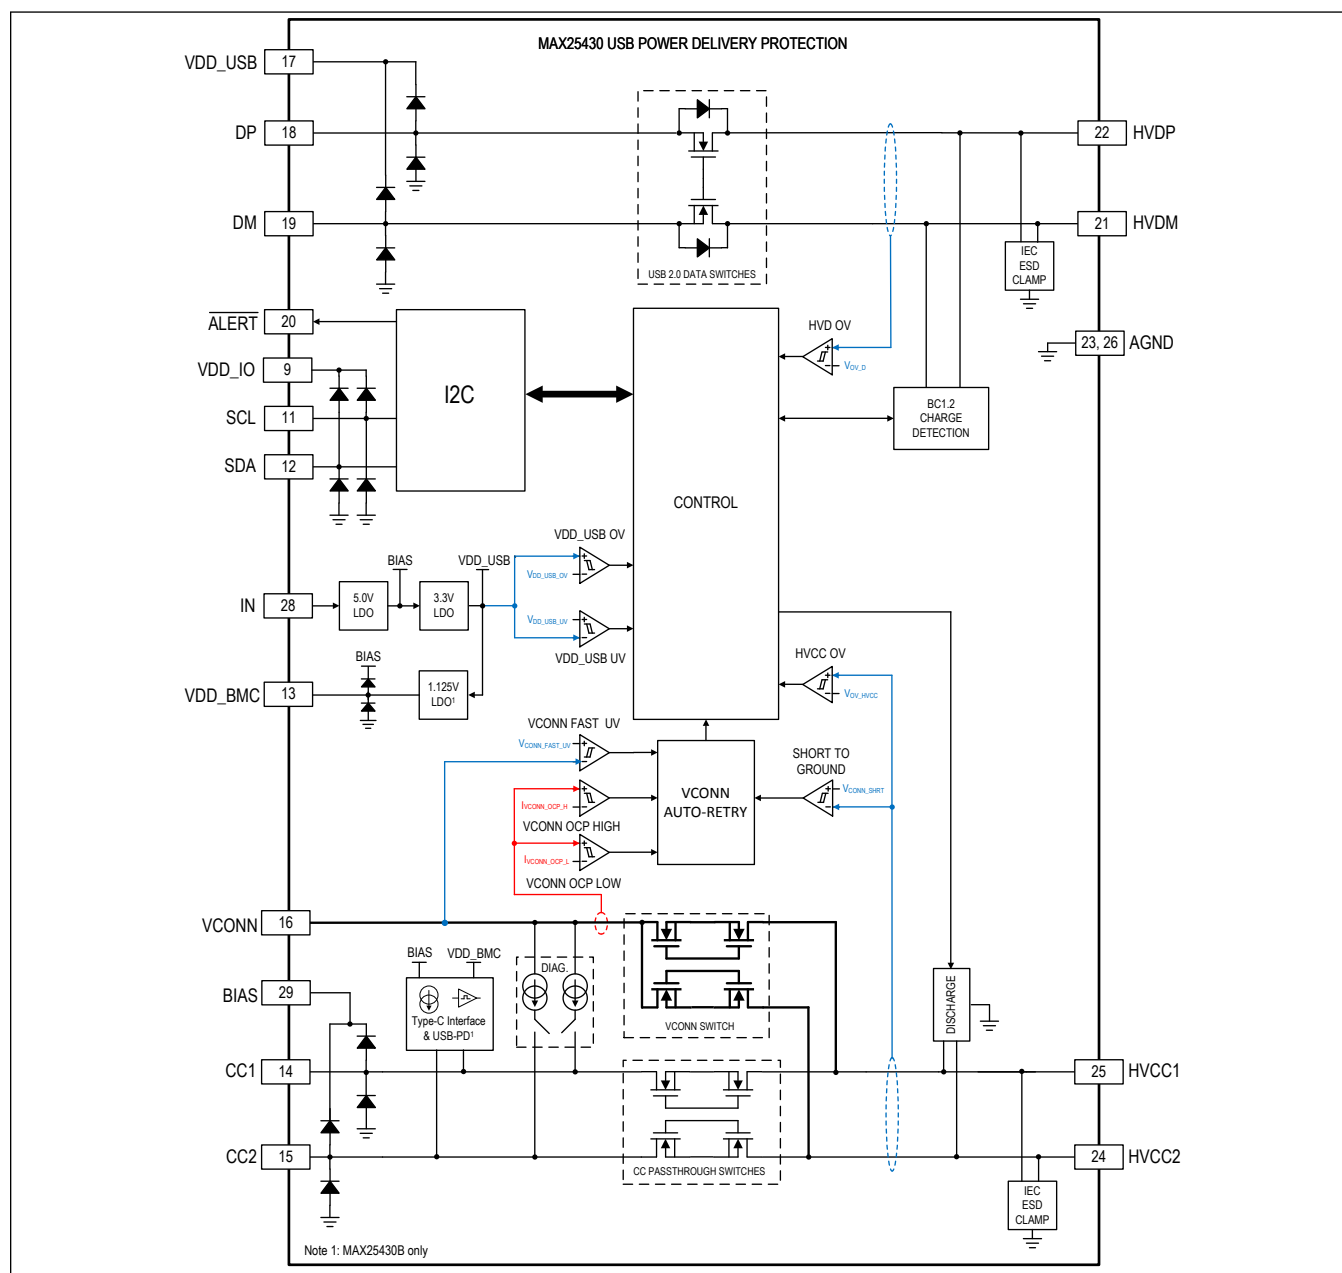 MAX25430 USB POWER DELIVERY PROTECTION
VDD_USB 17
DP 18
22 HVDP
DM 19
21 HVDM
USB 2.0 DATA SWITCHES
IEC
ESD
CLAMP
ALERT 20
HVD OV
23, 26 AGND
VDD_IO 9
+
-
VOV_D
I2C
SCL 11
BC1.2
CHARGE
DETECTION
SDA 12
CONTROL
VDD_USB OV
BIAS
VDD_USB
+
-
VDD_USB_OV
IN 28
5.0V
LDO
3.3V
LDO
VDD_USB_UV
+
-
VDD_USB UV
BIAS
HVCC OV
VDD_BMC 13
1.125V
LDO1
+
-
VOV_HVCC
VCONN FAST UV
VCONN_FAST_UV
+
-
VCONN
AUTO-RETRY
SHORT TO
GROUND
VCONN_SHRT
+
-
IVCONN_OCP_H
+
-
VCONN OCP HIGH
IVCONN_OCP_L
+
-
VCONN OCP LOW
VCONN 16
BIAS
VDD_BMC
DIAG.
BIAS 29
Type-C Interface
& USB-PD1
VCONN SWITCH
DISCHARGE
CC1 14
25 HVCC1
CC2 15
24 HVCC2
CC PASSTHROUGH SWITCHES
IEC
ESD
CLAMP
Note 1: MAX25430B only